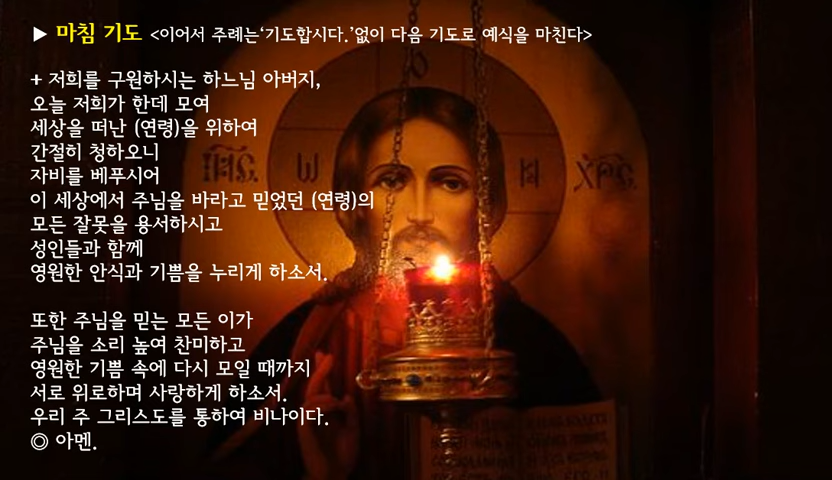 ▶ 마침 기도 <이어서 주례는‘기도합시다.’없이 다음 기도로 예식을 마친다>
+ 저희를 구원하시는 하느님 아버지,
오늘 저희가 한데 모여
세상을 떠난 (연령)을 위하여
간절히 청하오니
자비를 베푸시어
이 세상에서 주님을 바라고 믿었던 (연령)의
모든 잘못을 용서하시고
성인들과 함께
영원한 안식과 기쁨을 누리게 하소서.
또한 주님을 믿는 모든 이가
주님을 소리 높여 찬미하고
영원한 기쁨 속에 다시 모일 때까지
서로 위로하며 사랑하게 하소서.
우리 주 그리스도를 통하여 비나이다.
◎ 아멘.